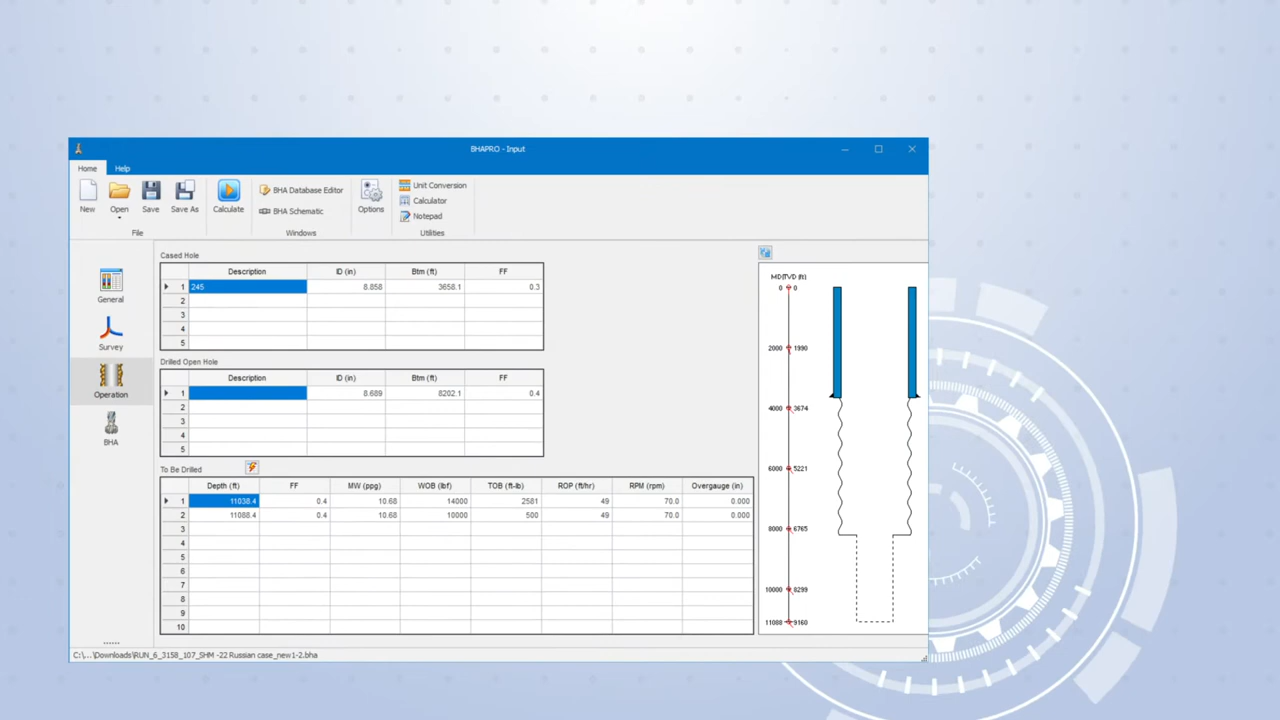 BHAPRO - Input
Home Help
New Open Save Save As Calculate BHA Database Editor BHA Schematic Options Unit Conversion Calculator Notepad
File Windows Utilities
General
Survey
Operation
BHA
Cased Hole
Description ID (in) Btm (ft) FF
1 245 8.858 3658.1 0.3
2
3
4
5
Drilled Open Hole
Description ID (in) Btm (ft) FF
1 8.689 8202.1 0.4
2
3
4
5
To Be Drilled
Depth (ft) FF MW (ppg) WOB (lbf) TOB (ft-lb) ROP (ft/hr) RPM (rpm) Overgauge (in)
1 11038.4 0.4 10.68 14000 2581 49 70.0 0.000
2 11088.4 0.4 10.68 10000 500 49 70.0 0.000
3
4
5
6
7
8
9
10
MD/TVD (ft)
0 0
2000 1990
4000 3674
6000 5221
8000 6765
10000 8299
11088 9160
C:\...\Downloads\RUN_6_3158_107_SHM -22 Russian case_new1-2.bha